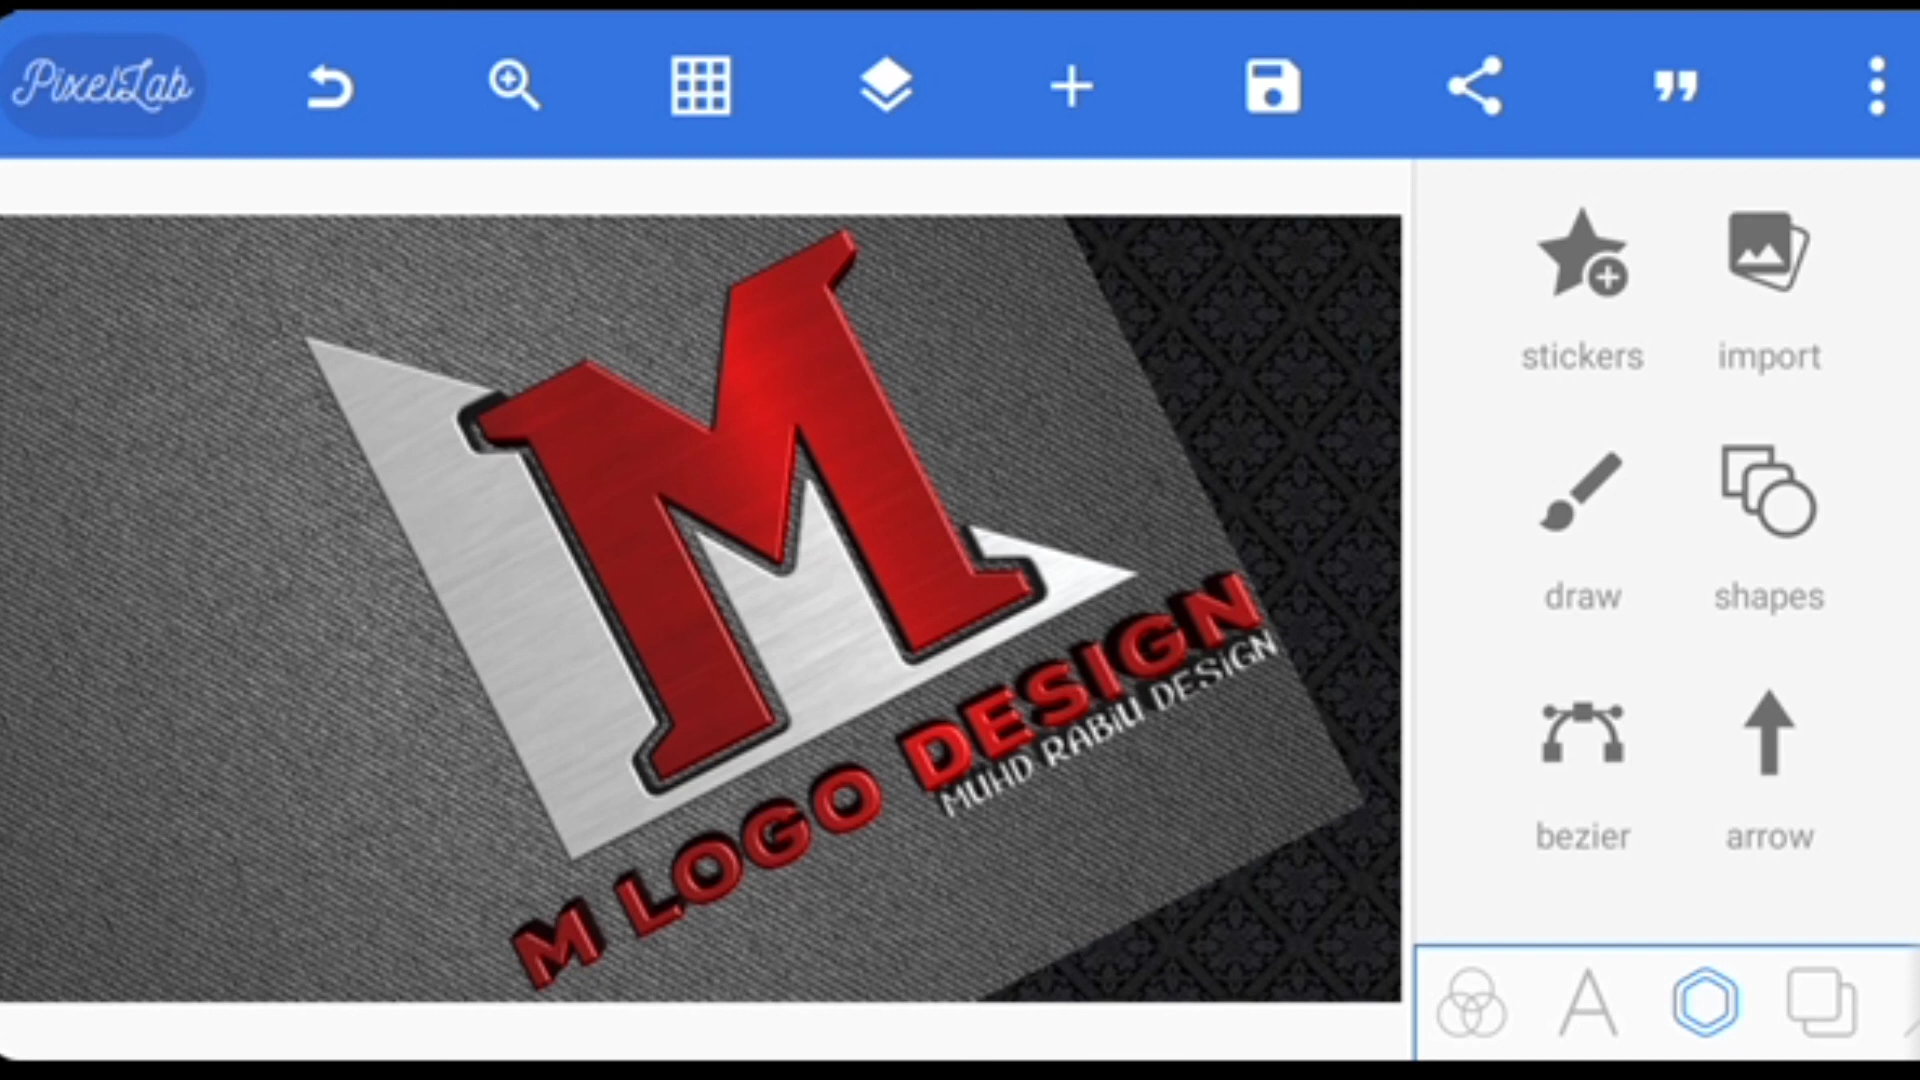 PixelLab
stickers
import
draw
shapes
bezier
arrow
M
M LOGO DESIGN
MUHD RABiU DESiGN